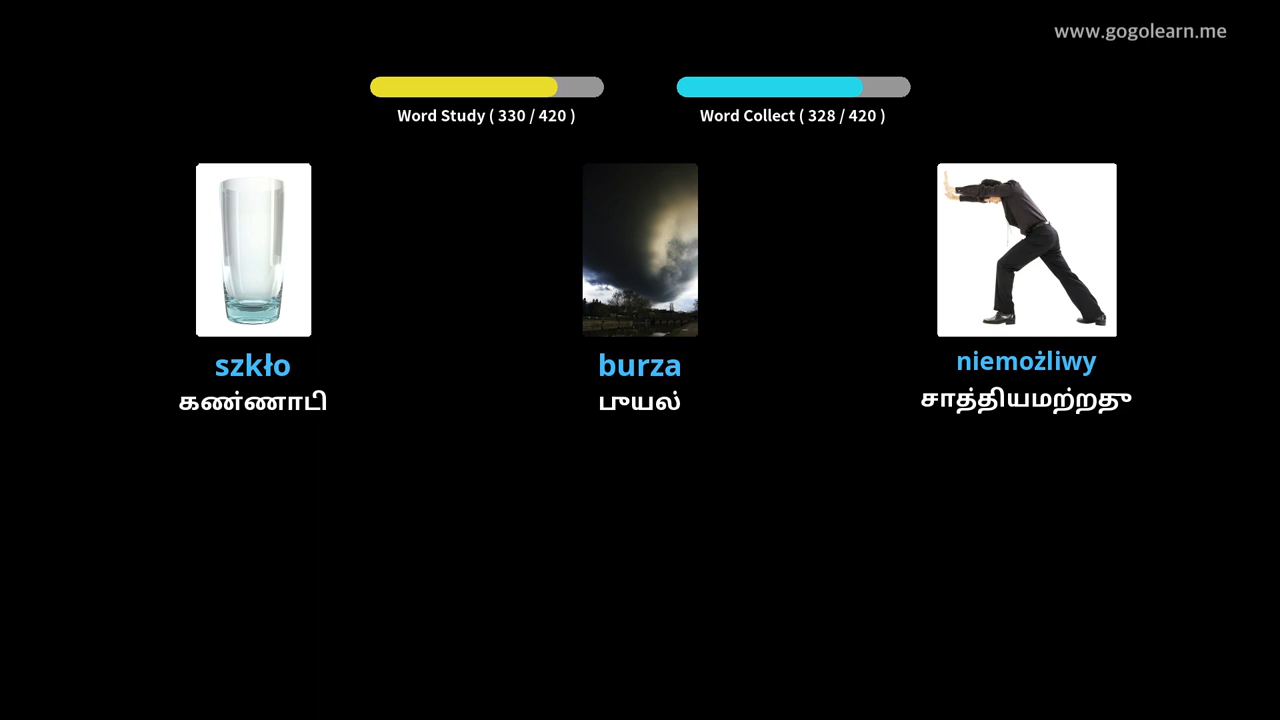 www.gogolearn.me
Word Study ( 330 / 420 )
Word Collect ( 328 / 420 )
szkło
கண்ணாடி
burza
புயல்
niemożliwy
சாத்தியமற்றது